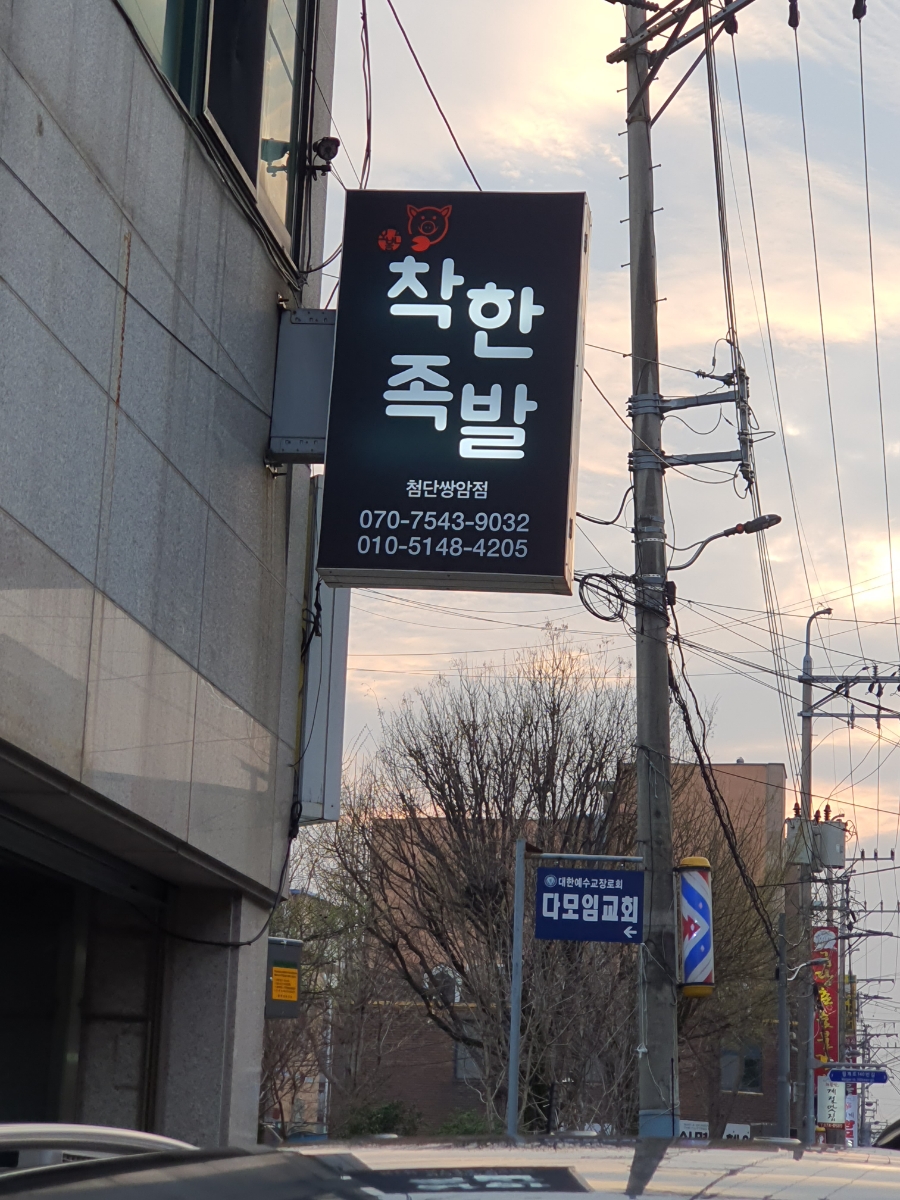 착한
족발
첨단쌍암점
070-7543-9032
010-5148-4205
대한예수교장로회
다모임교회